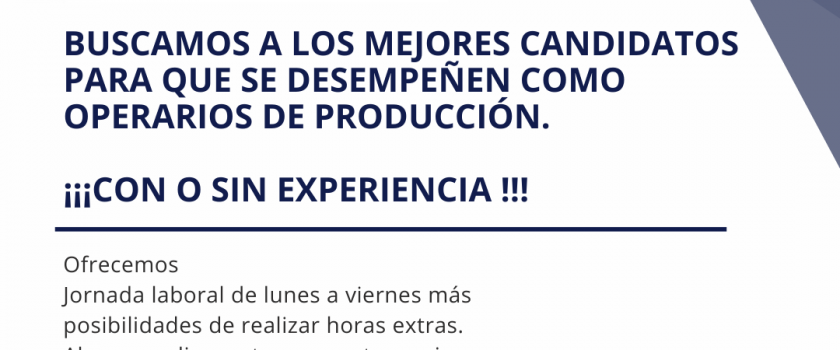 BUSCAMOS A LOS MEJORES CANDIDATOS
PARA QUE SE DESEMPEÑEN COMO
OPERARIOS DE PRODUCCIÓN.
¡¡¡CON O SIN EXPERIENCIA !!!
Ofrecemos
Jornada laboral de lunes a viernes más
posibilidades de realizar horas extras.